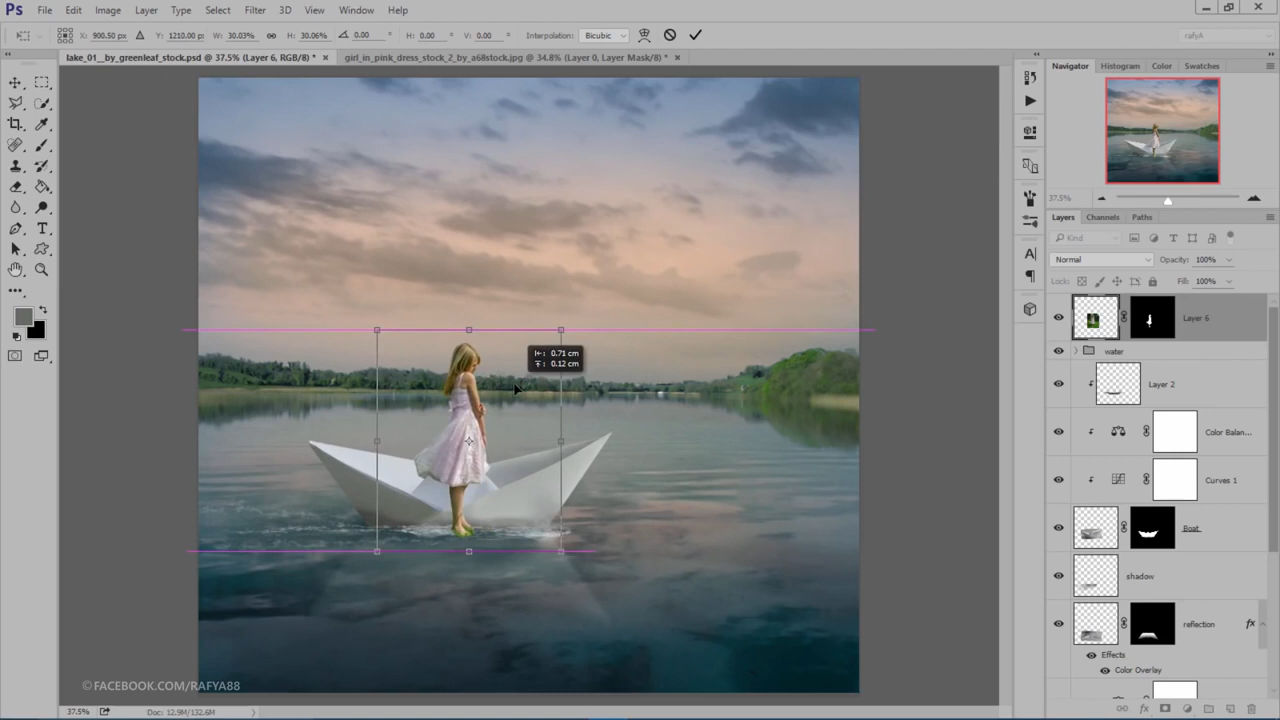 Ps File Edit Image Layer Type Select Filter 3D View Window Help
X: 900.50 px Y: 1210.00 px W: 30.03% H: 30.06% 0.00 ° H: 0.00 ° V: 0.00 ° Interpolation: Bicubic rafyA
lake_01__by_greenleaf_stock.psd @ 37.5% (Layer 6, RGB/8) * × girl_in_pink_dress_stock_2_by_a68stock.jpg @ 34.8% (Layer 0, Layer Mask/8) * ×
Navigator Histogram Color Swatches
37.5%
Layers Channels Paths
Kind
Normal Opacity: 100%
Lock: Fill: 100%
Layer 6
water
Layer 2
Color Balan...
Curves 1
Boat
shadow
reflection fx
Effects
Color Overlay
0.71 cm
0.12 cm
©FACEBOOK.COM/RAFYA88
37.5% Doc: 12.9M/132.6M